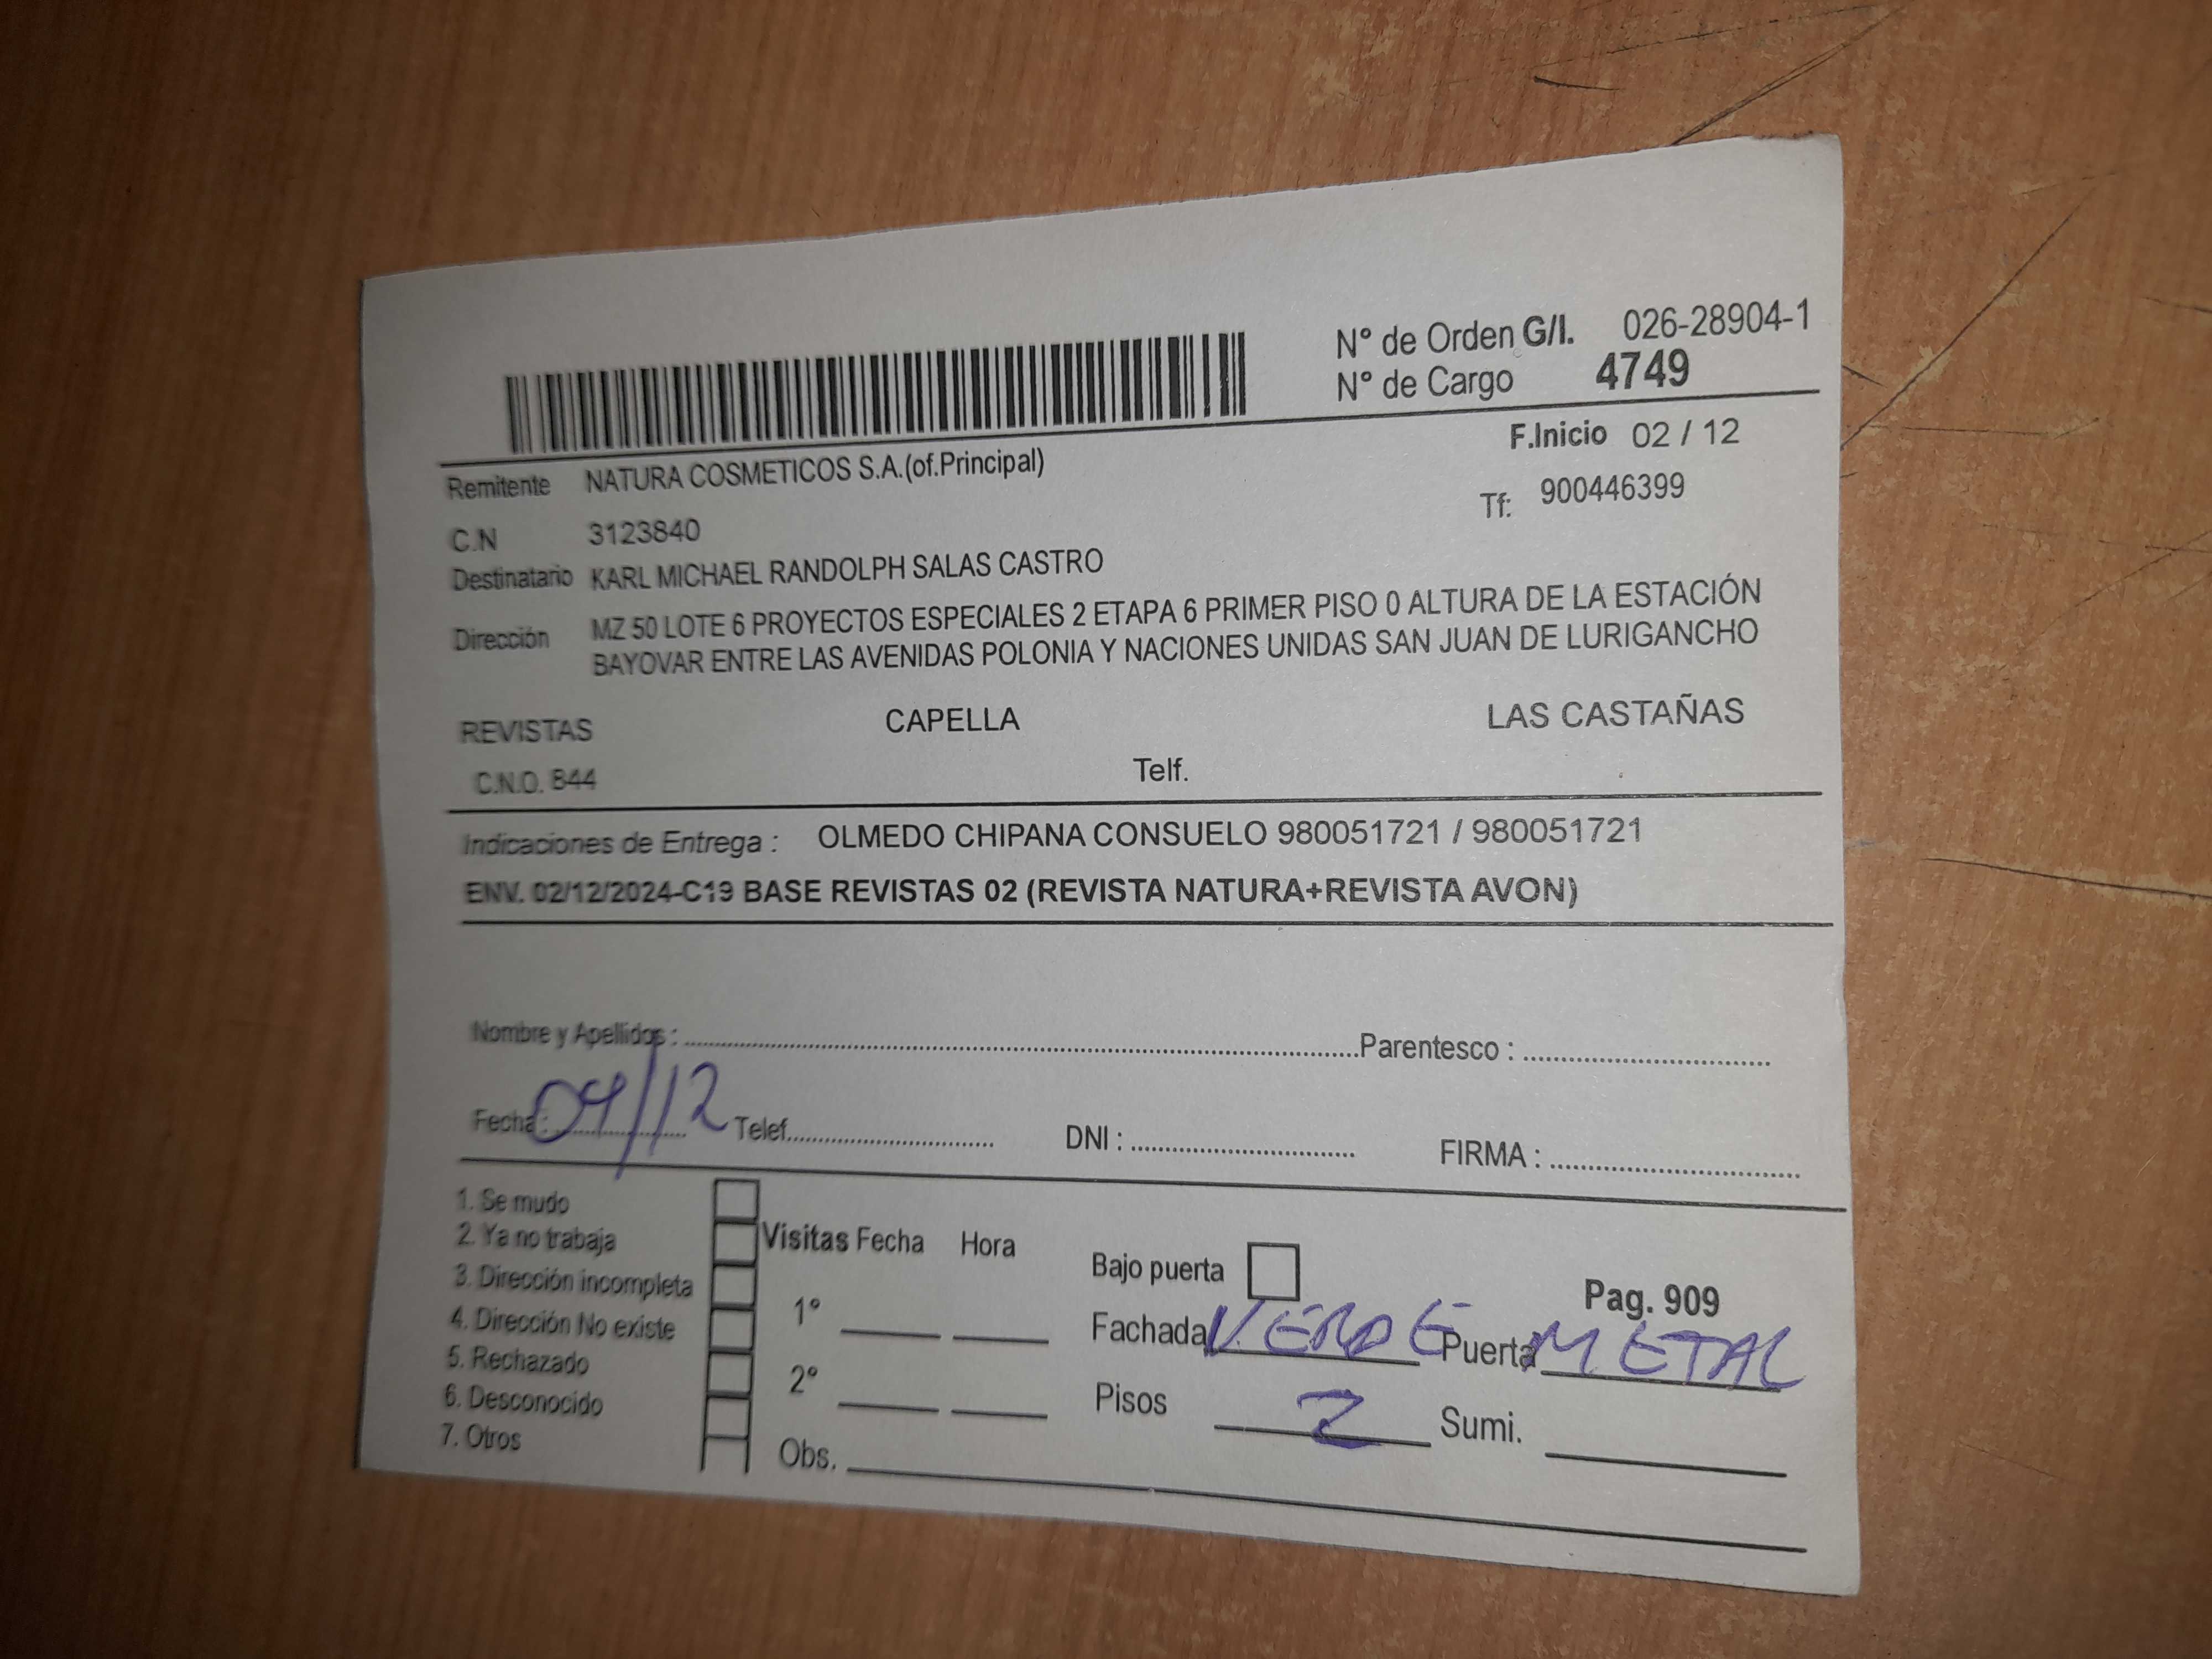 N° de Orden G/I. 026-28904-1
N° de Cargo 4749
F.Inicio 02 / 12
Remitente NATURA COSMETICOS S.A.(of.Principal)
Tf: 900446399
C.N 3123840
Destinatario KARL MICHAEL RANDOLPH SALAS CASTRO
Dirección MZ 50 LOTE 6 PROYECTOS ESPECIALES 2 ETAPA 6 PRIMER PISO 0 ALTURA DE LA ESTACIÓN
BAYOVAR ENTRE LAS AVENIDAS POLONIA Y NACIONES UNIDAS SAN JUAN DE LURIGANCHO
REVISTAS CAPELLA LAS CASTAÑAS
C.N.O. B44 Telf.
Indicaciones de Entrega : OLMEDO CHIPANA CONSUELO 980051721 / 980051721
ENV. 02/12/2024-C19 BASE REVISTAS 02 (REVISTA NATURA+REVISTA AVON)
Nombre y Apellidos : Parentesco :
Fecha : 04/12 Telef. DNI : FIRMA :
1. Se mudo
2. Ya no trabaja
3. Dirección incompleta
4. Dirección No existe
5. Rechazado
6. Desconocido
7. Otros
Visitas Fecha Hora
1°
2°
Obs.
Bajo puerta
Pag. 909
Fachada VERDE Puerta METAL
Pisos 2 Sumi.